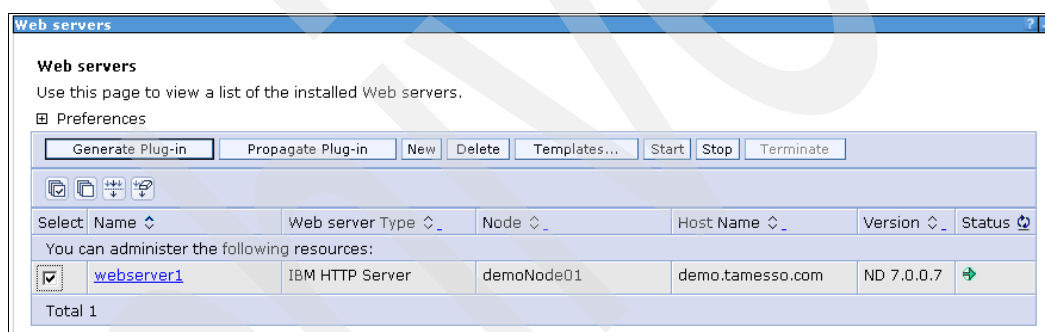 Web servers
?
Web servers
Use this page to view a list of the installed Web servers.
Preferences
Generate Plug-in Propagate Plug-in New Delete Templates... Start Stop Terminate
Select Name Web server Type Node Host Name Version Status
You can administer the following resources:
webserver1 IBM HTTP Server demoNode01 demo.tamesso.com ND 7.0.0.7
Total 1